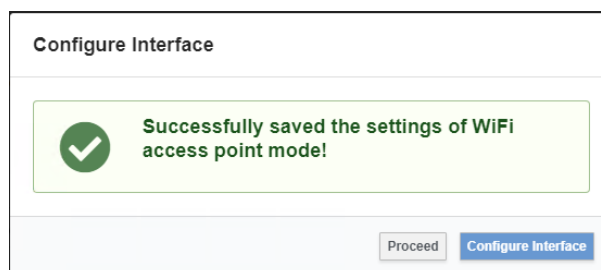 Configure Interface
Successfully saved the settings of WiFi
access point mode!
Proceed
Configure Interface